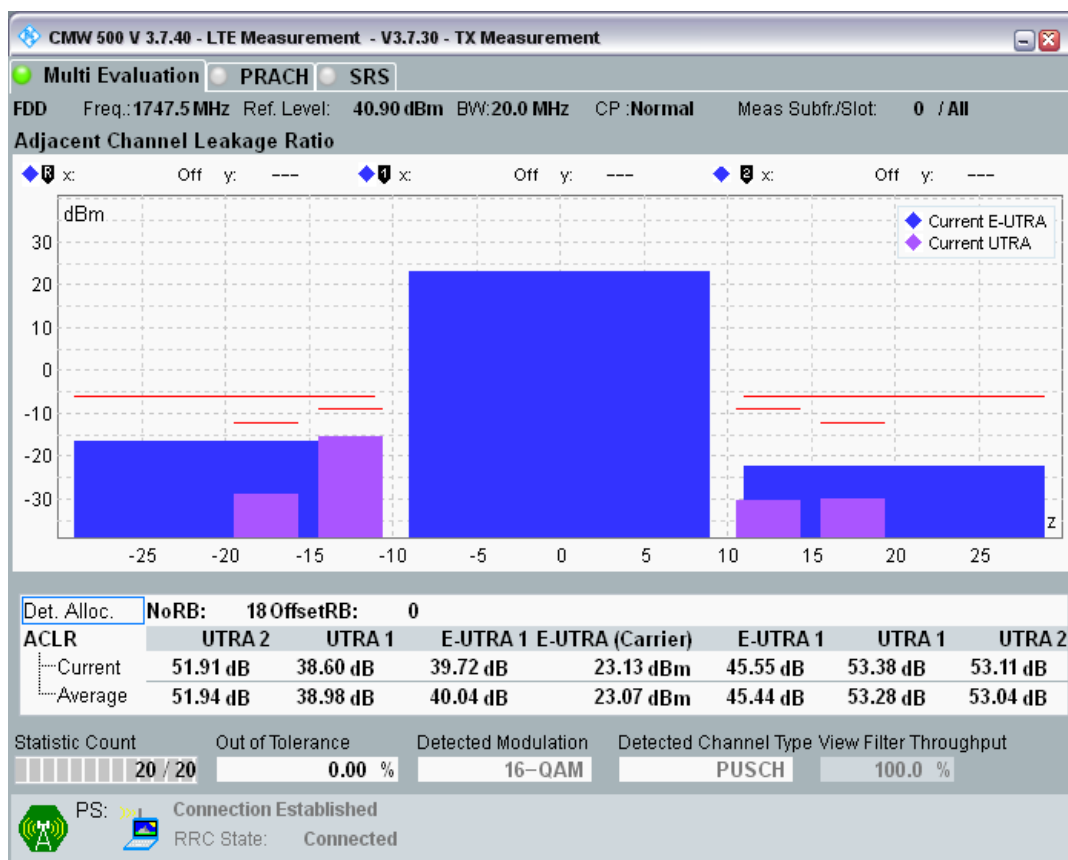 CMW 500 V 3.7.40 - LTE Measurement - V3.7.30 - TX Measurement
Multi Evaluation PRACH SRS
FDD Freq.: 1747.5 MHz Ref. Level: 40.90 dBm BW: 20.0 MHz CP : Normal Meas Subfr./Slot: 0 / All
Adjacent Channel Leakage Ratio
R x: Off y: --- 1 x: Off y: --- 2 x: Off y: ---
dBm
Current E-UTRA
Current UTRA
30
20
10
0
-10
-20
-30
z
-25 -20 -15 -10 -5 0 5 10 15 20 25
Det. Alloc. NoRB: 18 OffsetRB: 0
ACLR UTRA 2 UTRA 1 E-UTRA 1 E-UTRA (Carrier) E-UTRA 1 UTRA 1 UTRA 2
Current 51.91 dB 38.60 dB 39.72 dB 23.13 dBm 45.55 dB 53.38 dB 53.11 dB
Average 51.94 dB 38.98 dB 40.04 dB 23.07 dBm 45.44 dB 53.28 dB 53.04 dB
Statistic Count Out of Tolerance Detected Modulation Detected Channel Type View Filter Throughput
20 / 20 0.00 % 16-QAM PUSCH 100.0 %
PS: Connection Established
RRC State: Connected